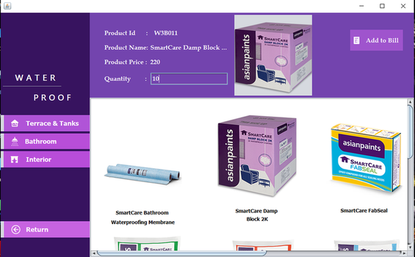 Product Id : W3B011
Product Name: SmartCare Damp Block ...
Product Price : 220
Quantity : 10
Add to Bill
WATER
PROOF
Terrace & Tanks
Bathroom
Interior
Return
asianpaints
SMARTCARE
DAMP BLOCK 2K
asianpaints
SMARTCARE
DAMP BLOCK 2K
asianpaints
SMARTCARE
FABSEAL
SmartCare Bathroom
Waterproofing Membrane
SmartCare Damp
Block 2K
SmartCare FabSeal